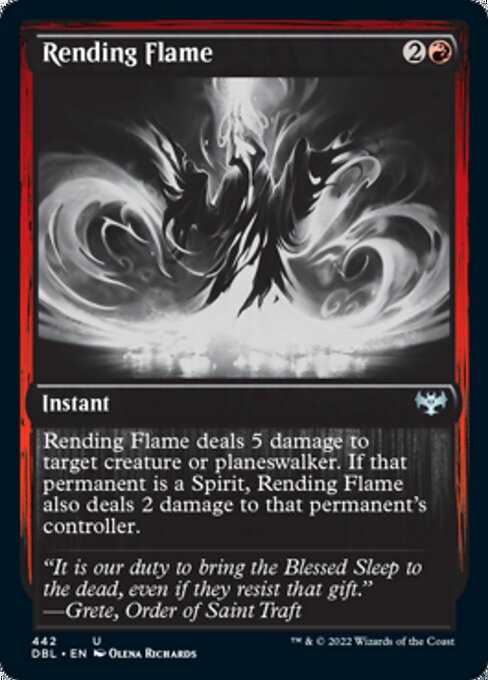 Rending Flame 2
Instant
Rending Flame deals 5 damage to
target creature or planeswalker. If that
permanent is a Spirit, Rending Flame
also deals 2 damage to that permanent's
controller.
“It is our duty to bring the Blessed Sleep to
the dead, even if they resist that gift.”
—Grete, Order of Saint Traft
442 U
DBL • EN Olena Richards
™ & © 2022 Wizards of the Coast